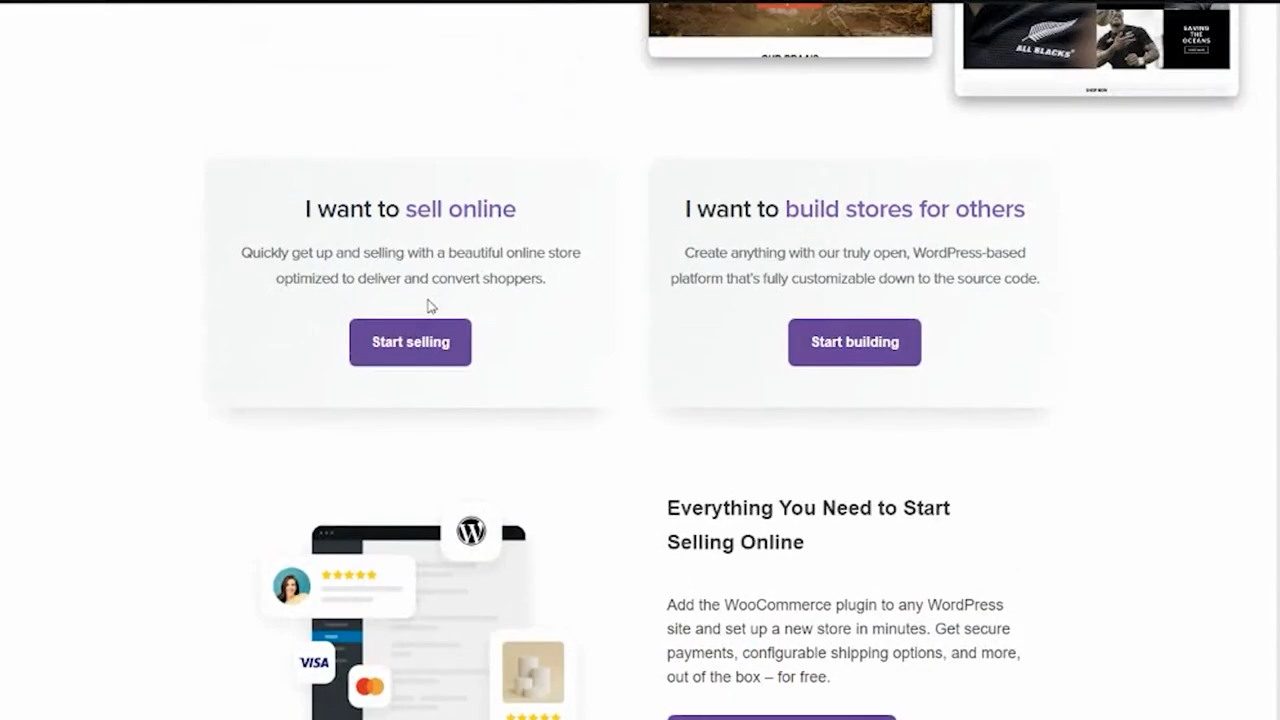 ALL BLACKS
SAVING
THE
OCEANS
SHOP NOW
I want to sell online
Quickly get up and selling with a beautiful online store
optimized to deliver and convert shoppers.
Start selling
I want to build stores for others
Create anything with our truly open, WordPress-based
platform that's fully customizable down to the source code.
Start building
Everything You Need to Start
Selling Online
Add the WooCommerce plugin to any WordPress
site and set up a new store in minutes. Get secure
payments, configurable shipping options, and more,
out of the box – for free.
W
VISA